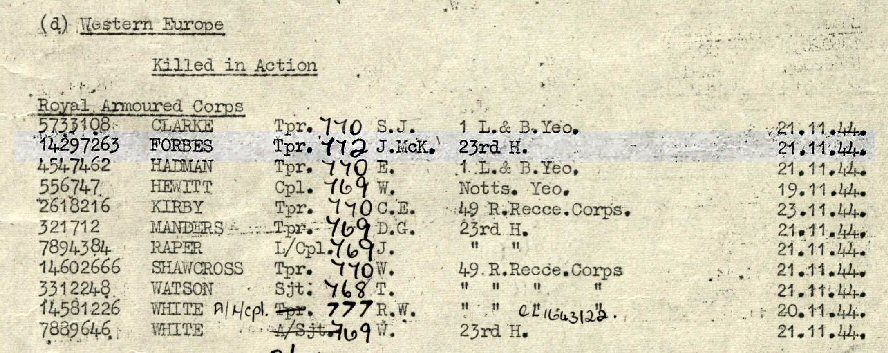 (d) Western Europe
Killed in Action
Royal Armoured Corps
5733108 CLARKE Tpr. 770 S.J. 1 L.& B.Yeo. 21.11.44.
14297263 FORBES Tpr. 772 J.McK. 23rd H. 21.11.44.
4547462 HADMAN Tpr. 770 E. 1 L.& B.Yeo. 21.11.44.
556747 HEWITT Cpl. 769 W. Notts. Yeo. 19.11.44.
2618216 KIRBY Tpr. 770 C.E. 49 R.Recce.Corps. 23.11.44.
321712 MANDERS Tpr. 769 D.G. 23rd H. 21.11.44.
7894384 RAPER L/Cpl. 769 J. " " 21.11.44.
14602666 SHAWCROSS Tpr. 770 W. 49 R.Recce.Corps 21.11.44.
3312248 WATSON Sjt. 768 T. " " " " 21.11.44.
14581226 WHITE Tpr. 777 R.W. " " " " 20.11.44.
7889646 WHITE A/Sjt. 769 W. 23rd H. 21.11.44.